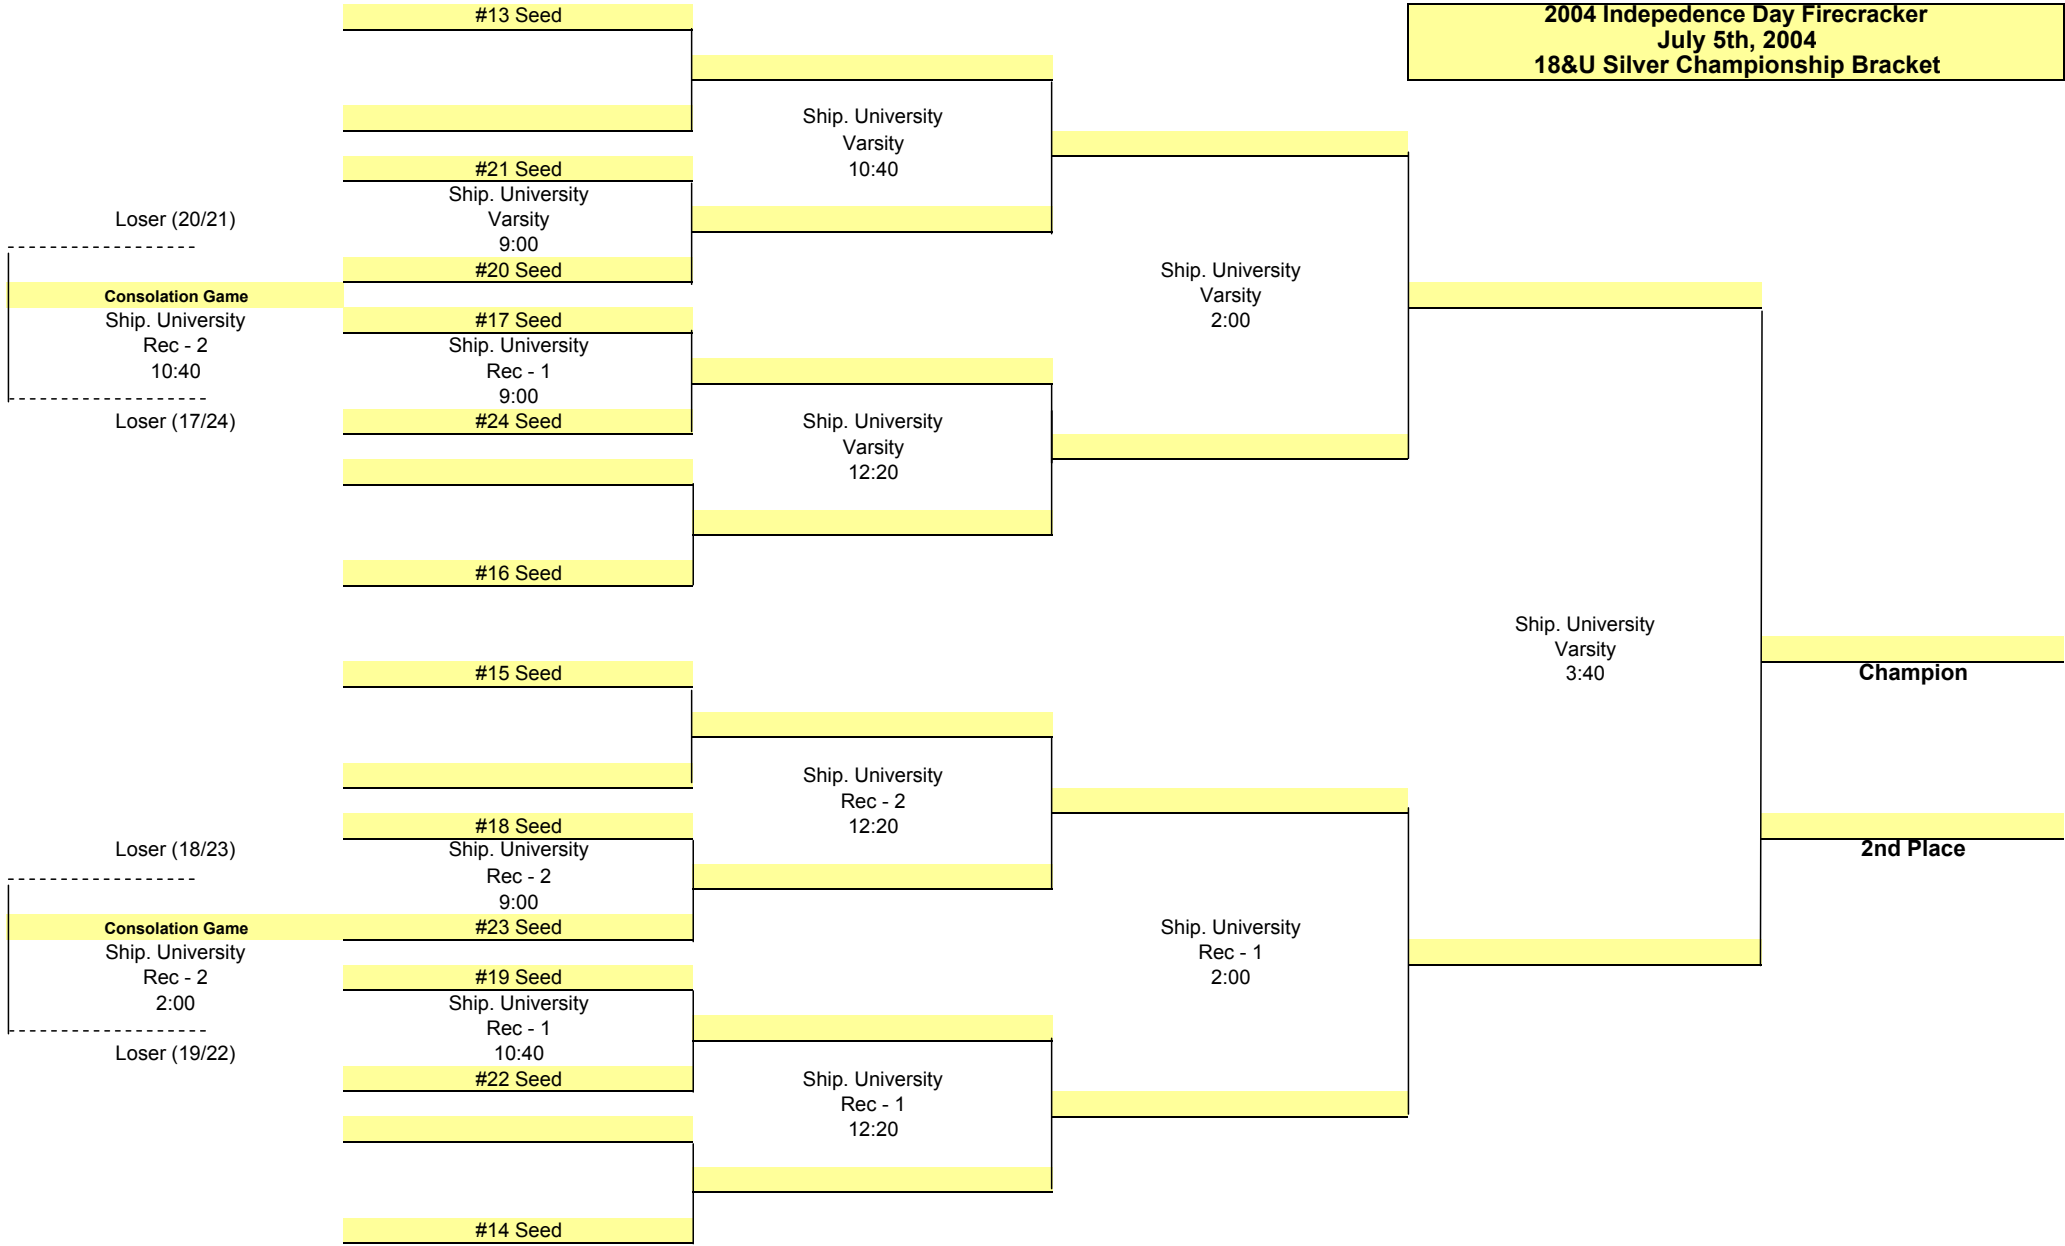 2004 Indepedence Day Firecracker
July 5th, 2004
18&U Silver Championship Bracket
Loser (20/21)
Consolation Game
Ship. University
Rec - 2
10:40
Loser (17/24)
Loser (18/23)
Consolation Game
Ship. University
Rec - 2
2:00
Loser (19/22)
#13 Seed
#21 Seed
Ship. University
Varsity
9:00
#20 Seed
#17 Seed
Ship. University
Rec - 1
9:00
#24 Seed
#16 Seed
#15 Seed
#18 Seed
Ship. University
Rec - 2
9:00
#23 Seed
#19 Seed
Ship. University
Rec - 1
10:40
#22 Seed
#14 Seed
Ship. University
Varsity
10:40
Ship. University
Varsity
12:20
Ship. University
Rec - 2
12:20
Ship. University
Rec - 1
12:20
Ship. University
Varsity
2:00
Ship. University
Rec - 1
2:00
Ship. University
Varsity
3:40
Champion
2nd Place